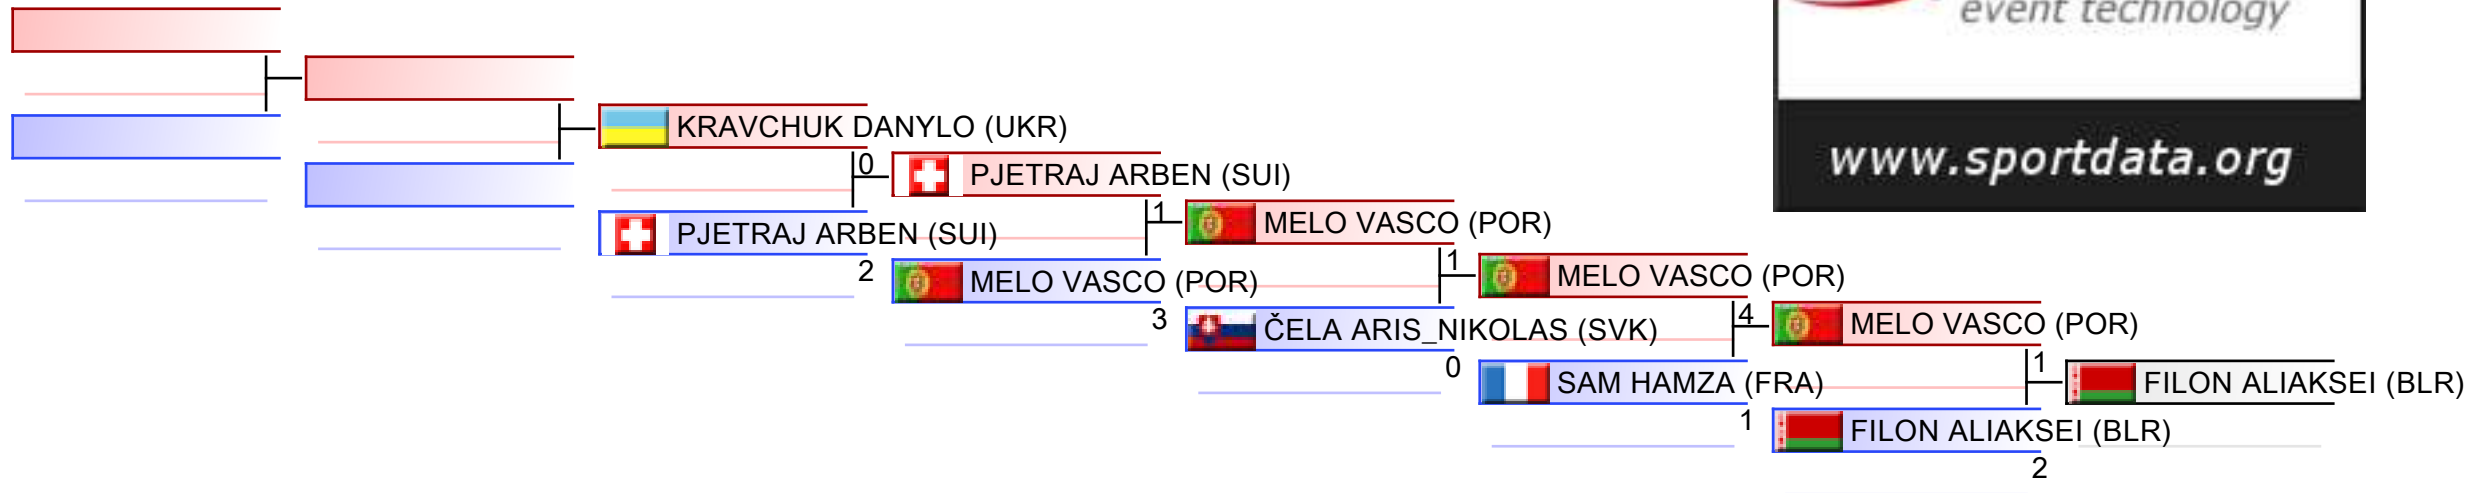 event technology
www.sportdata.org
KRAVCHUK DANYLO (UKR)
0
PJETRAJ ARBEN (SUI)
2
PJETRAJ ARBEN (SUI)
1
MELO VASCO (POR)
3
MELO VASCO (POR)
1
ČELA ARIS_NIKOLAS (SVK)
0
MELO VASCO (POR)
4
SAM HAMZA (FRA)
1
MELO VASCO (POR)
1
FILON ALIAKSEI (BLR)
2
FILON ALIAKSEI (BLR)